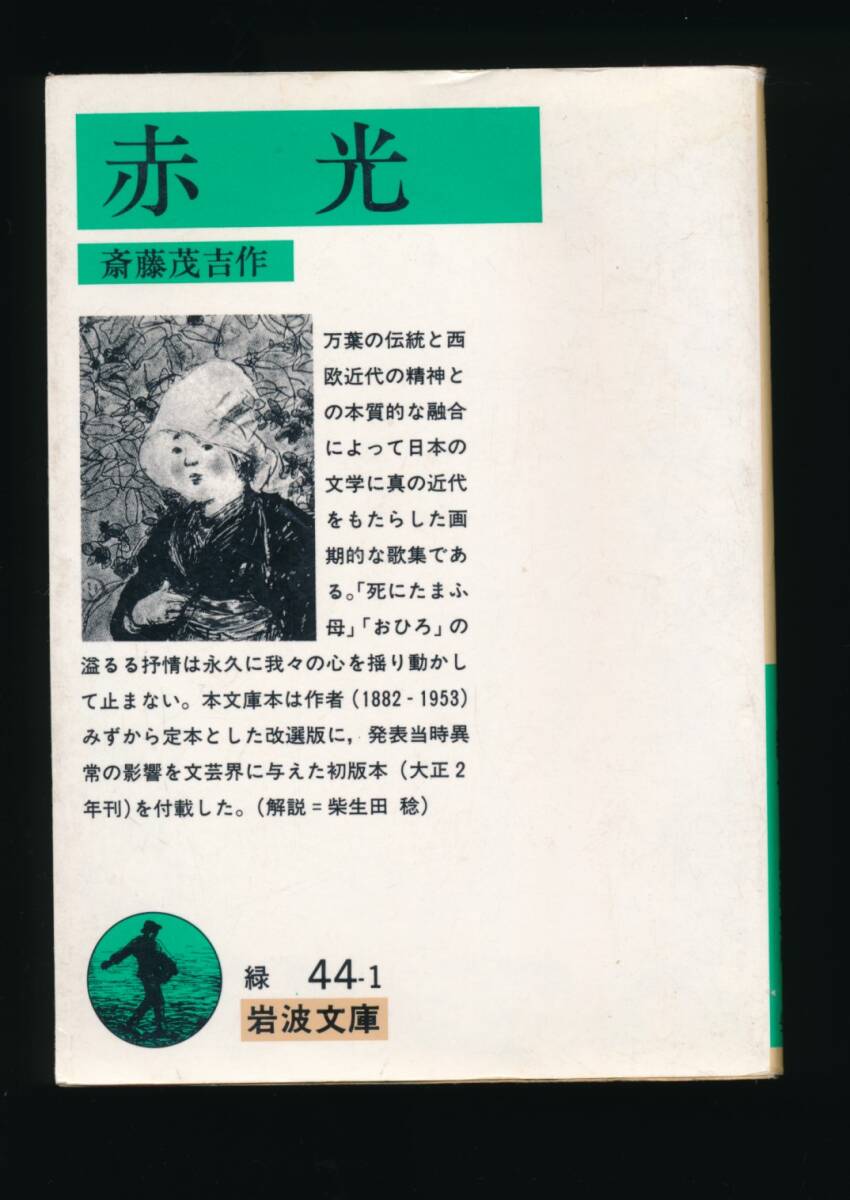 赤光
斎藤茂吉作
万葉の伝統と西
欧近代の精神と
の本質的な融合
によって日本の
文学に真の近代
をもたらした画
期的な歌集であ
る。「死にたまふ
母」「おひろ」の
溢るる抒情は永久に我々の心を揺り動かし
て止まない。本文庫本は作者(1882-1953)
みずから定本とした改選版に,発表当時異
常の影響を文芸界に与えた初版本(大正2
年刊)を付載した。(解説=柴生田 稔)
緑 44-1
岩波文庫